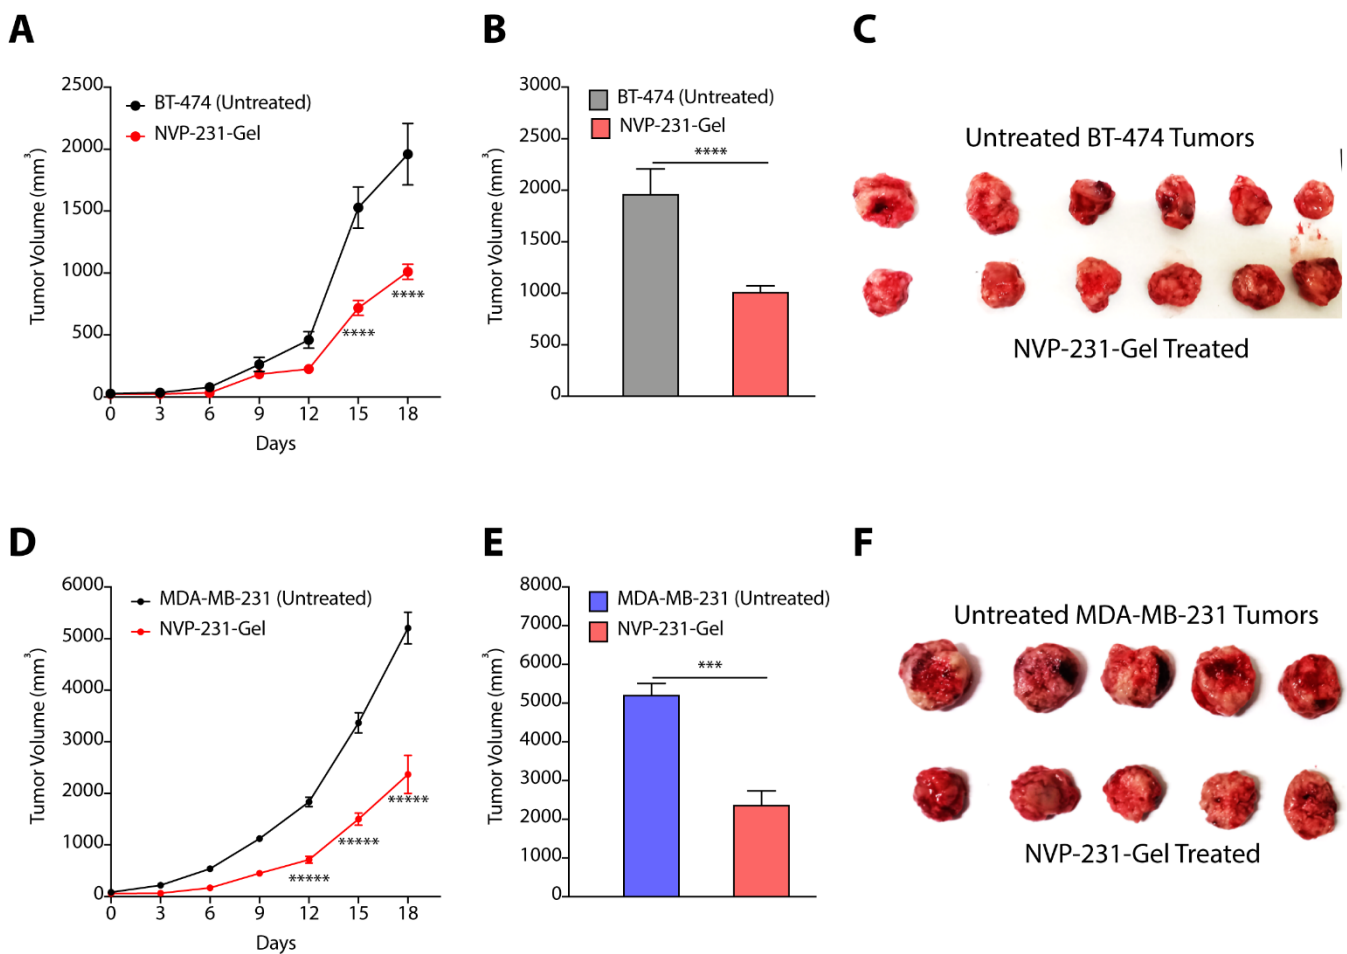 A
2500
2000
1500
1000
500
0
Tumor Volume (mm³)
BT-474 (Untreated)
NVP-231-Gel
****
****
0 3 6 9 12 15 18
Days
B
3000
2500
2000
1500
1000
500
0
Tumor Volume (mm³)
BT-474 (Untreated)
NVP-231-Gel
****
C
Untreated BT-474 Tumors
NVP-231-Gel Treated
D
6000
5000
4000
3000
2000
1000
0
Tumor Volume (mm³)
MDA-MB-231 (Untreated)
NVP-231-Gel
*****
*****
*****
0 3 6 9 12 15 18
Days
E
8000
7000
6000
5000
4000
3000
2000
1000
0
Tumor Volume (mm³)
MDA-MB-231 (Untreated)
NVP-231-Gel
***
F
Untreated MDA-MB-231 Tumors
NVP-231-Gel Treated